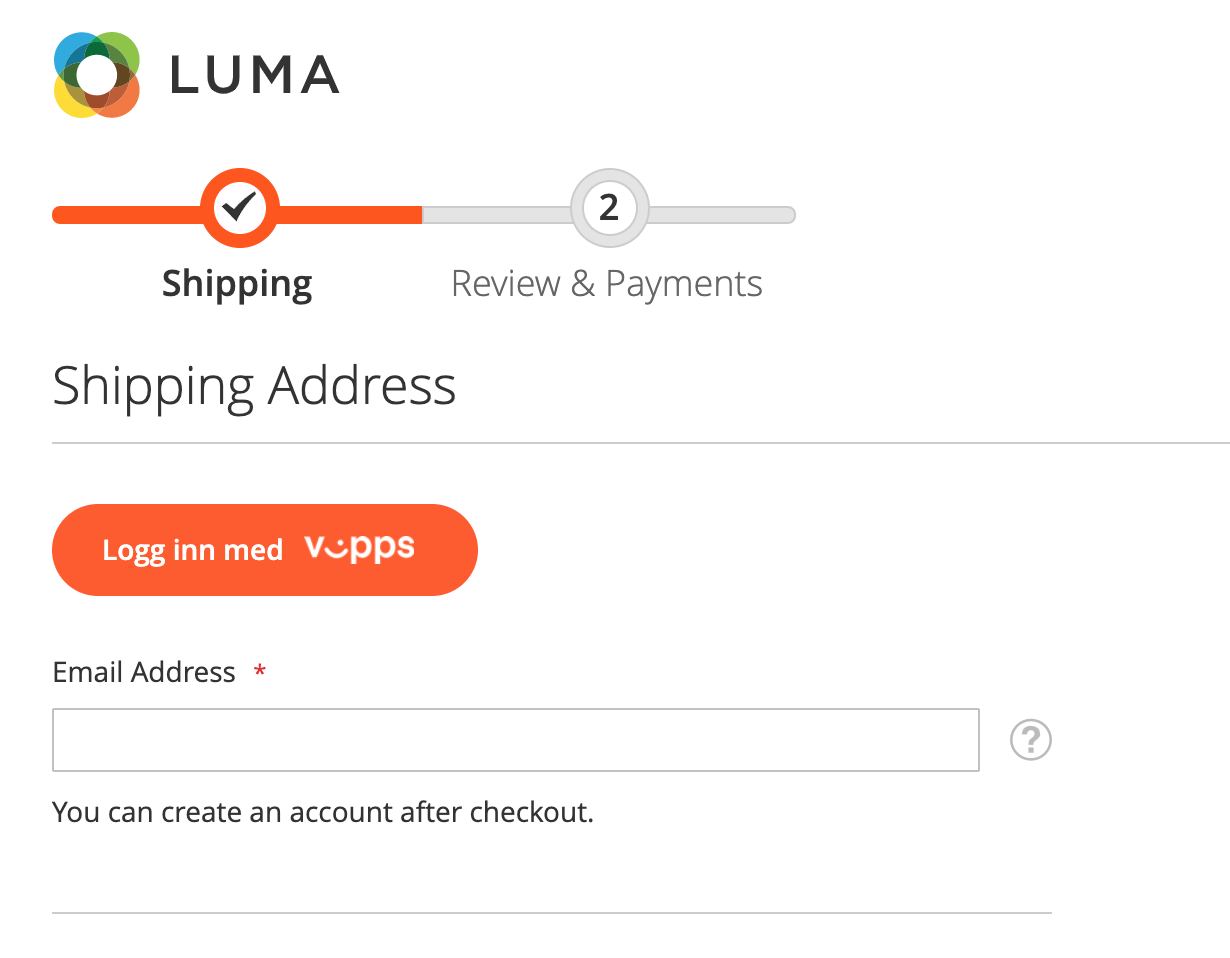 LUMA
2
Shipping
Review & Payments
Shipping Address
Logg inn med vipps
Email Address *
?
You can create an account after checkout.